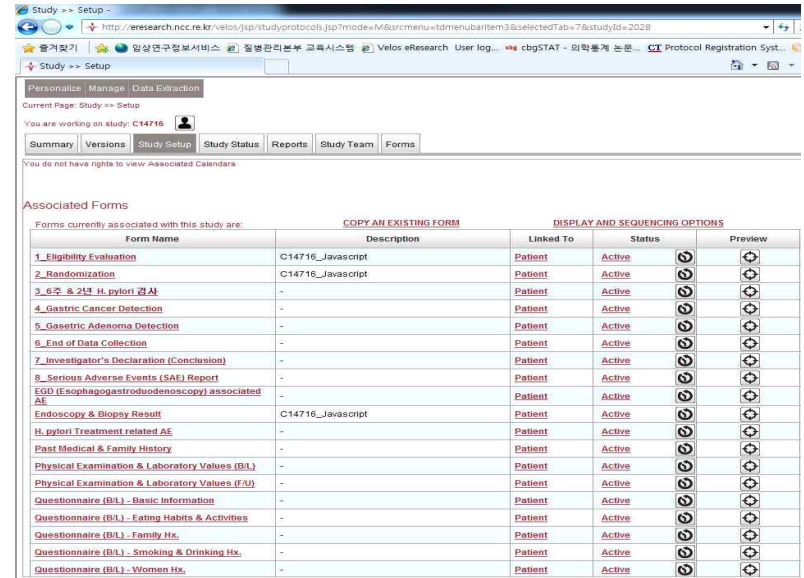 Study >> Setup -
http://eresearch.ncc.re.kr/velos/jsp/studyprotocols.jsp?mode=M&srcmenu=tdmenubaritem3&selectedTab=7&studyId=2028
즐겨찾기 임상연구정보서비스 질병관리본부 교육시스템 Velos eResearch User log... cbgSTAT - 의학통계 논문... CT Protocol Registration Syst...
Study >> Setup
Personalize Manage Data Extraction
Current Page: Study >> Setup
You are working on study: C14716
Summary Versions Study Setup Study Status Reports Study Team Forms
You do not have rights to view Associated Calendars
Associated Forms
Forms currently associated with this study are: COPY AN EXISTING FORM DISPLAY AND SEQUENCING OPTIONS
Form Name Description Linked To Status Preview
1_Eligibility Evaluation C14716_Javascript Patient Active
2_Randomization C14716_Javascript Patient Active
3_6주 & 2년 H. pylori 검사 - Patient Active
4_Gastric Cancer Detection - Patient Active
5_Gasetric Adenoma Detection - Patient Active
6_End of Data Collection - Patient Active
7_Investigator's Declaration (Conclusion) - Patient Active
8_Serious Adverse Events (SAE) Report - Patient Active
EGD (Esophagogastroduodenoscopy) associated
AE - Patient Active
Endoscopy & Biopsy Result C14716_Javascript Patient Active
H. pylori Treatment related AE - Patient Active
Past Medical & Family History - Patient Active
Physical Examination & Laboratory Values (B/L) - Patient Active
Physical Examination & Laboratory Values (F/U) - Patient Active
Questionnaire (B/L) - Basic Information - Patient Active
Questionnaire (B/L) - Eating Habits & Activities - Patient Active
Questionnaire (B/L) - Family Hx. - Patient Active
Questionnaire (B/L) - Smoking & Drinking Hx. - Patient Active
Questionnaire (B/L) - Women Hx. - Patient Active